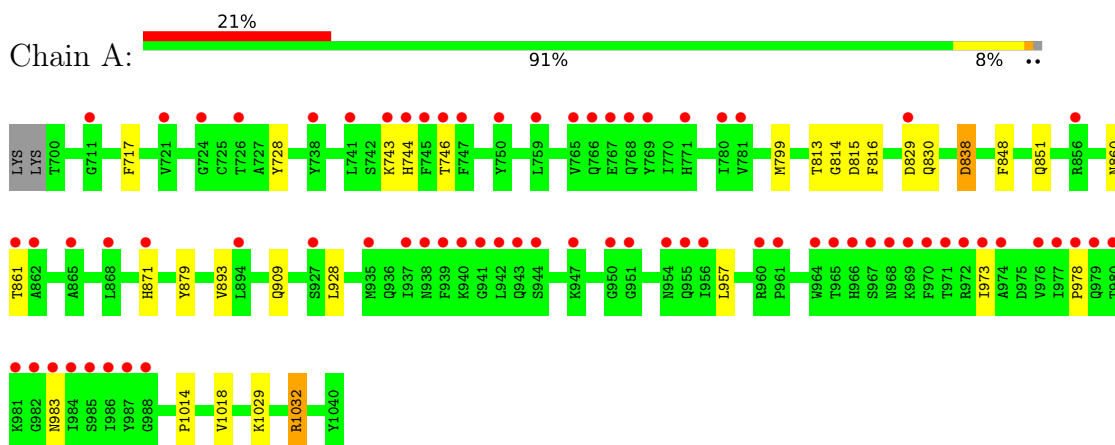 21%
Chain A:
91% 8% ••
LYS LYS T700 G711 F717 V721 G724 C725 T726 A727 Y728 Y738 L741 S742 K743 H744 F745 T746 F747 Y750 L759 V765 Q766 E767 Q768 Y769 I770 H771 I780 V781 M799 T813 G814 D815 F816 D829 Q830 D838 F848 Q851 R856 N860
T861 A862 A865 L868 H871 Y879 V893 L894 Q909 S927 L928 M935 Q936 I937 N938 F939 K940 G941 L942 Q943 S944 K947 G950 G951 N954 Q955 I956 L957 R960 P961 W964 T965 H966 S967 N968 K969 F970 T971 R972 I973 A974 D975 V976 I977 P978 Q979 T980
K981 G982 N983 I984 S985 I986 Y987 G988 P1014 V1018 K1029 R1032 Y1040